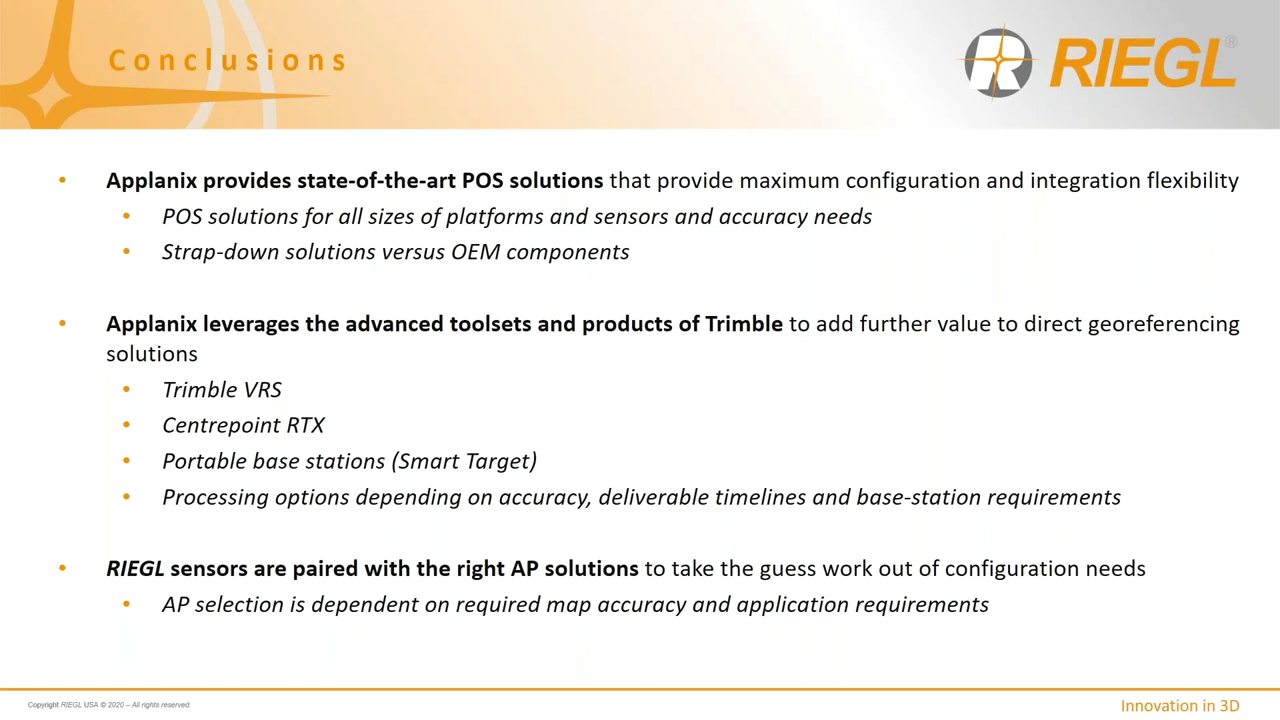 Conclusions
R RIEGL®
• Applanix provides state-of-the-art POS solutions that provide maximum configuration and integration flexibility
• POS solutions for all sizes of platforms and sensors and accuracy needs
• Strap-down solutions versus OEM components
• Applanix leverages the advanced toolsets and products of Trimble to add further value to direct georeferencing
solutions
• Trimble VRS
• Centrepoint RTX
• Portable base stations (Smart Target)
• Processing options depending on accuracy, deliverable timelines and base-station requirements
• RIEGL sensors are paired with the right AP solutions to take the guess work out of configuration needs
• AP selection is dependent on required map accuracy and application requirements
Copyright RIEGL USA © 2020 – All rights reserved.
Innovation in 3D